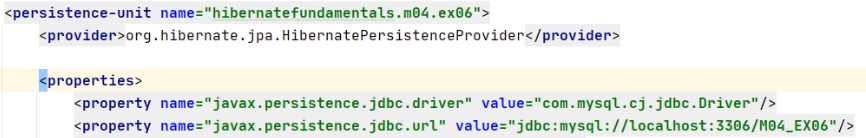 <persistence-unit name="hibernatefundamentals.m04.ex06">
<provider>org.hibernate.jpa.HibernatePersistenceProvider</provider>
<properties>
<property name="javax.persistence.jdbc.driver" value="com.mysql.cj.jdbc.Driver"/>
<property name="javax.persistence.jdbc.url" value="jdbc:mysql://localhost:3306/M04_EX06"/>